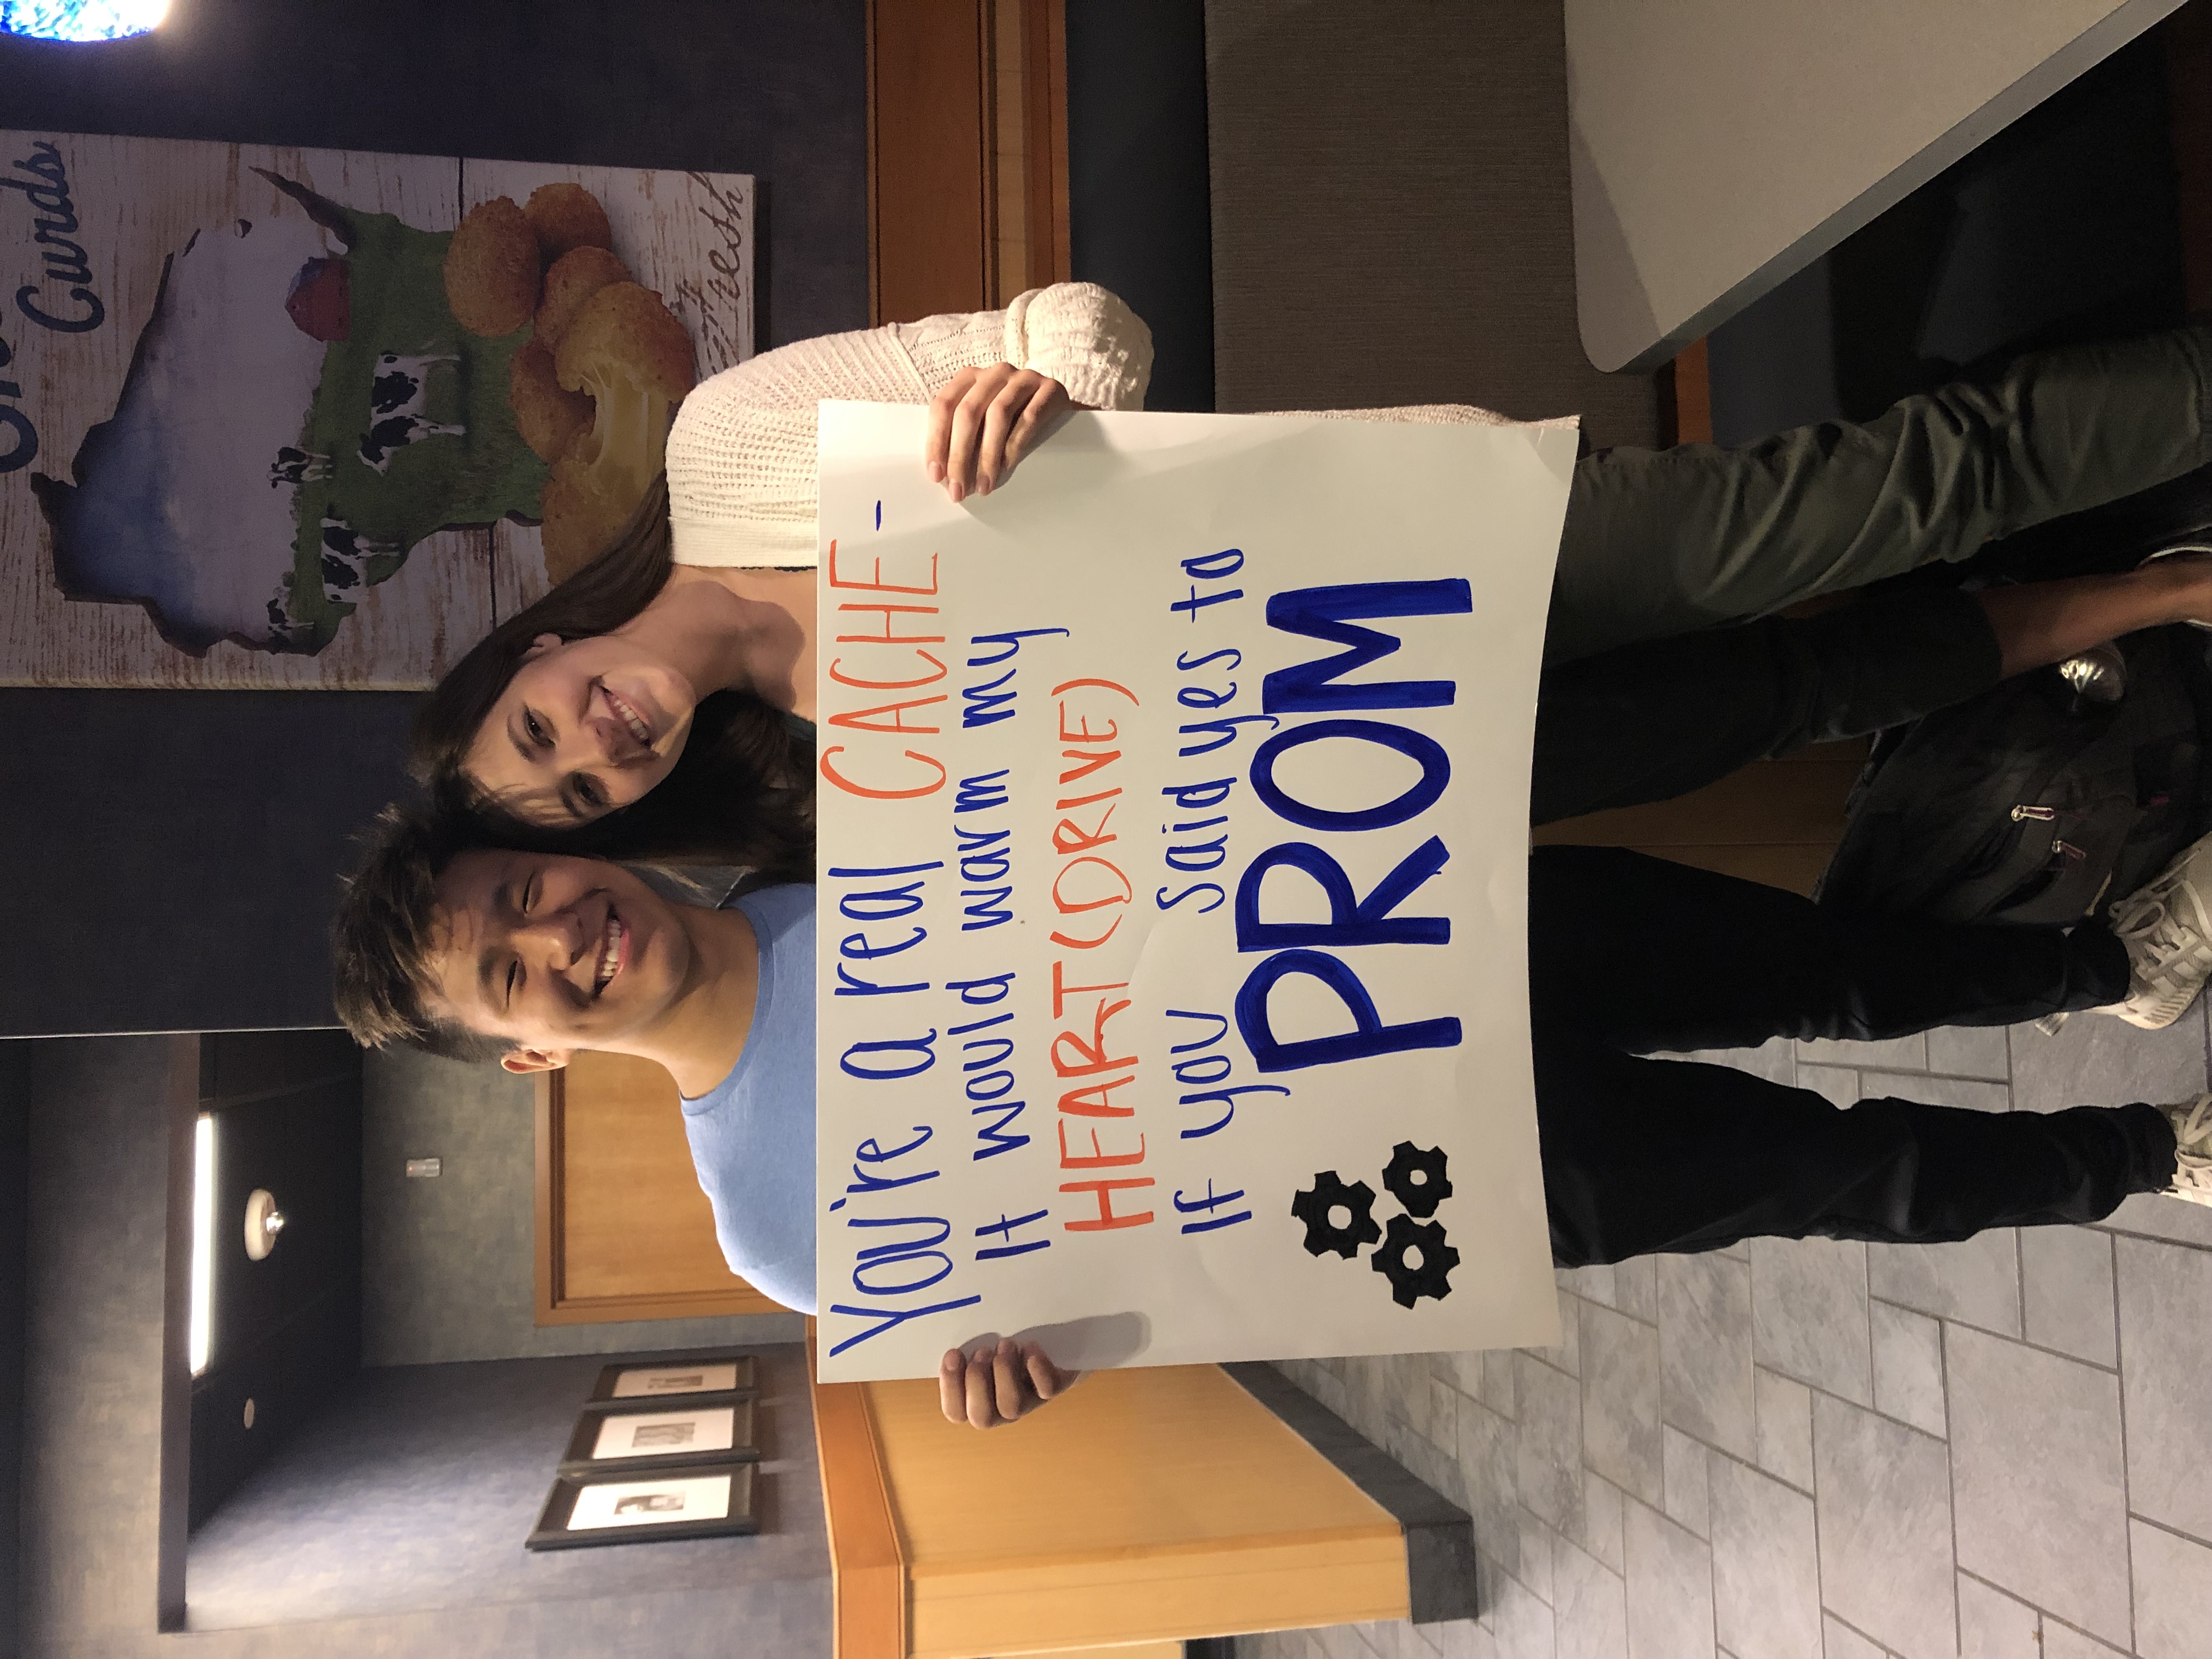 Curds
Fresh
You're a real CACHE-
It would warm my
HEART(DRIVE)
If you said yes to
PROM